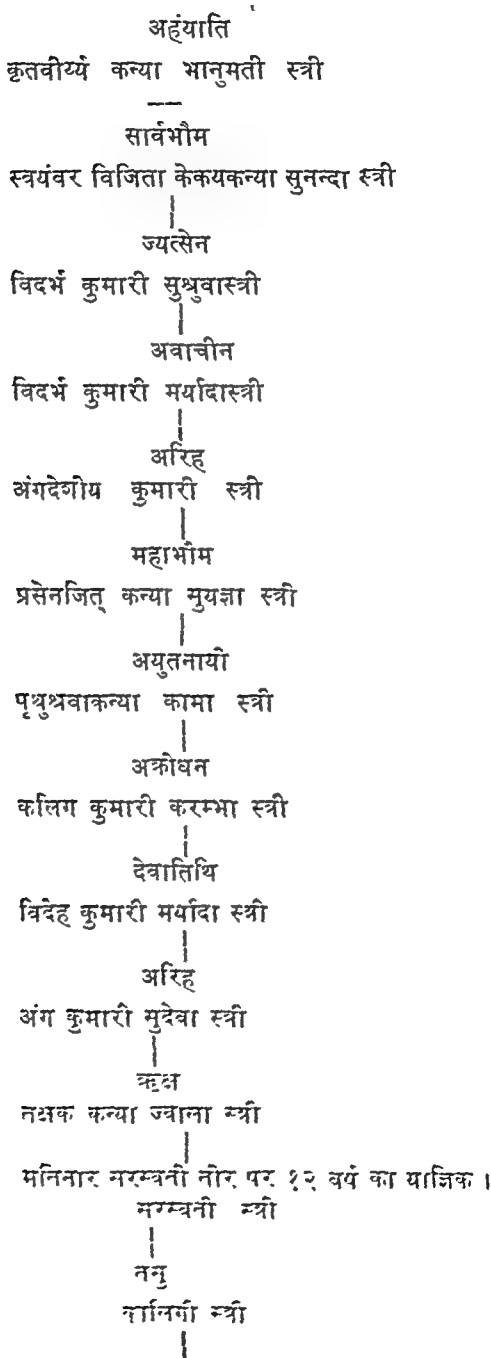 अहंयाति
कृतवीर्य्य कन्या भानुमती स्त्री
सार्वभौम
स्वयंवर विजिता केकयकन्या सुनन्दा स्त्री
ज्यत्सेन
विदर्भ कुमारी सुश्रुवास्त्री
अवाचीन
विदर्भ कुमारी मर्यादास्त्री
अरिह
अंगदेशीय कुमारी स्त्री
महाभौम
प्रसेनजित् कन्या सुयज्ञा स्त्री
अयुतनायी
पृथुश्रवाकन्या कामा स्त्री
अक्रोधन
कलिंग कुमारी करम्भा स्त्री
देवातिथि
विदेह कुमारी मर्यादा स्त्री
अरिह
अंग कुमारी सुदेवा स्त्री
ऋक्ष
तक्षक कन्या ज्वाला स्त्री
मतिनार सरस्वती तीर पर १२ वर्ष का याज्ञिक ।
सरस्वती स्त्री
तंसु
कालिंगी स्त्री